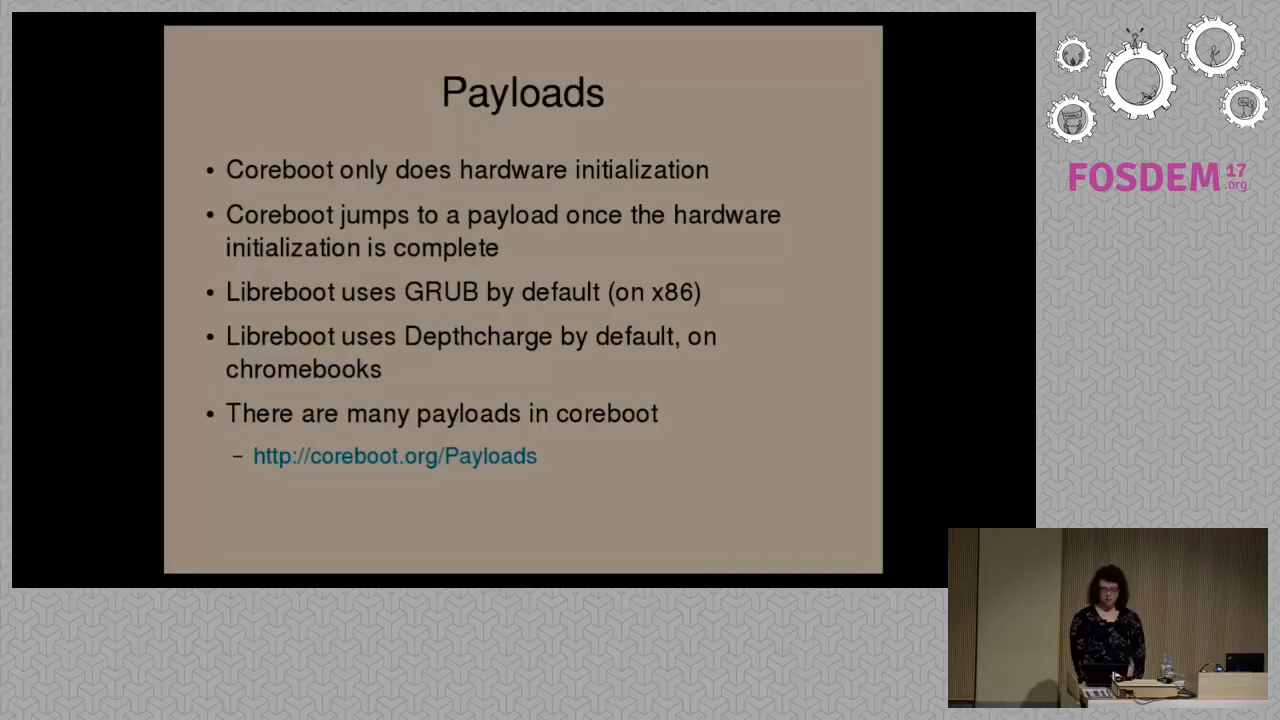 Payloads
• Coreboot only does hardware initialization
• Coreboot jumps to a payload once the hardware
initialization is complete
• Libreboot uses GRUB by default (on x86)
• Libreboot uses Depthcharge by default, on
chromebooks
• There are many payloads in coreboot
– http://coreboot.org/Payloads
FOSDEM 17
.org